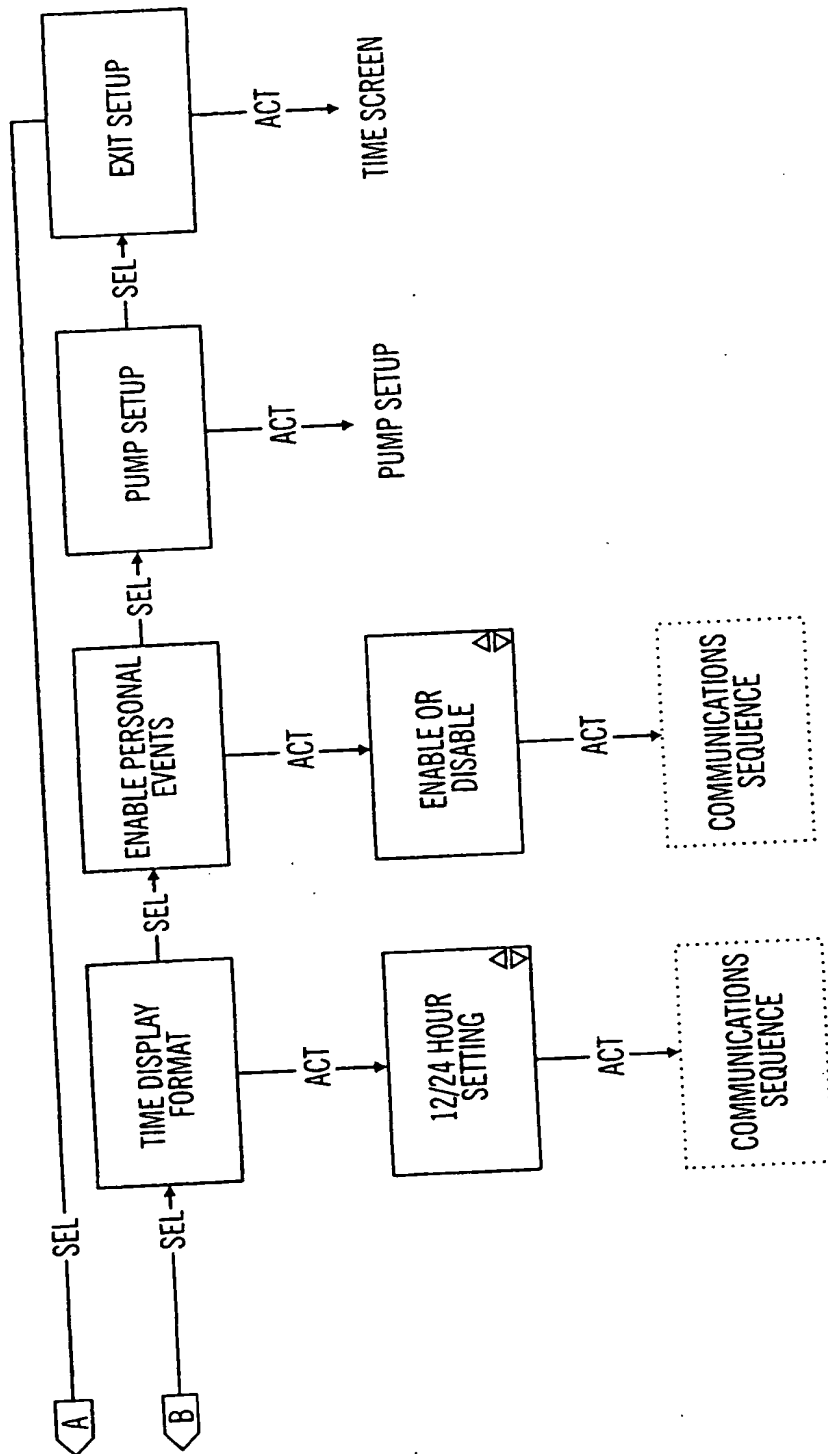 A
SEL
B
SEL
TIME DISPLAY
FORMAT
SEL
ENABLE PERSONAL
EVENTS
SEL
PUMP SETUP
SEL
EXIT SETUP
ACT
12/24 HOUR
SETTING
ACT
COMMUNICATIONS
SEQUENCE
ACT
ENABLE OR
DISABLE
ACT
COMMUNICATIONS
SEQUENCE
ACT
PUMP SETUP
ACT
TIME SCREEN